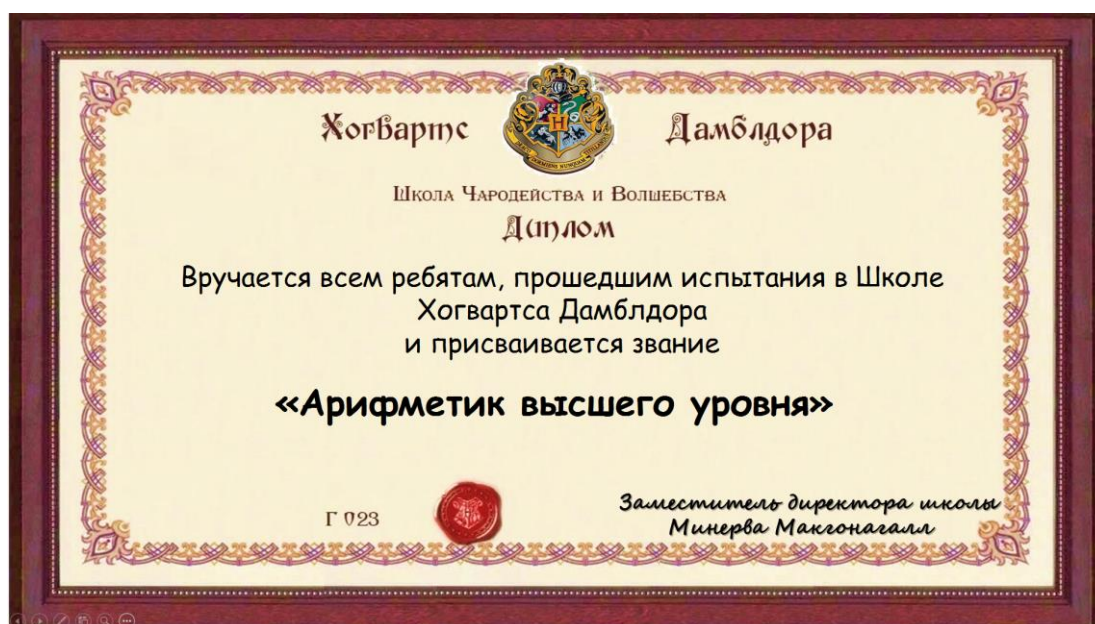 Хогвартс Дамблдора
Школа Чародейства и Волшебства
Диплом
Вручается всем ребятам, прошедшим испытания в Школе
Хогвартса Дамблдора
и присваивается звание
«Арифметик высшего уровня»
Г 023
Заместитель директора школы
Минерва Макгонагалл